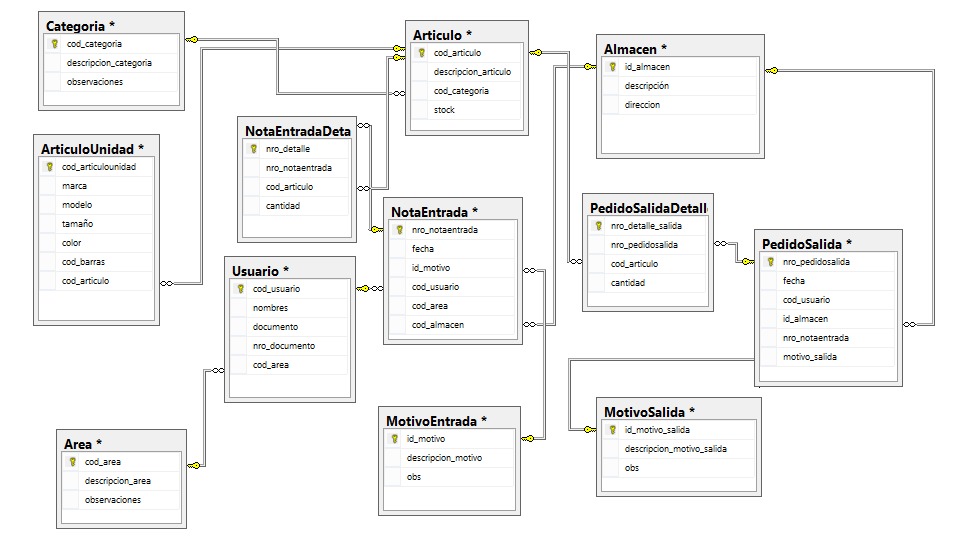 Categoria *
cod_categoria
descripcion_categoria
observaciones
Articulo *
cod_articulo
descripcion_articulo
cod_categoria
stock
Almacen *
id_almacen
descripción
direccion
ArticuloUnidad *
cod_articulounidad
marca
modelo
tamaño
color
cod_barras
cod_articulo
NotaEntradaDeta
nro_detalle
nro_notaentrada
cod_articulo
cantidad
NotaEntrada *
nro_notaentrada
fecha
id_motivo
cod_usuario
cod_area
cod_almacen
PedidoSalidaDetall
nro_detalle_salida
nro_pedidosalida
cod_articulo
cantidad
PedidoSalida *
nro_pedidosalida
fecha
cod_usuario
id_almacen
nro_notaentrada
motivo_salida
Usuario *
cod_usuario
nombres
documento
nro_documento
cod_area
Area *
cod_area
descripcion_area
observaciones
MotivoEntrada *
id_motivo
descripcion_motivo
obs
MotivoSalida *
id_motivo_salida
descripcion_motivo_salida
obs